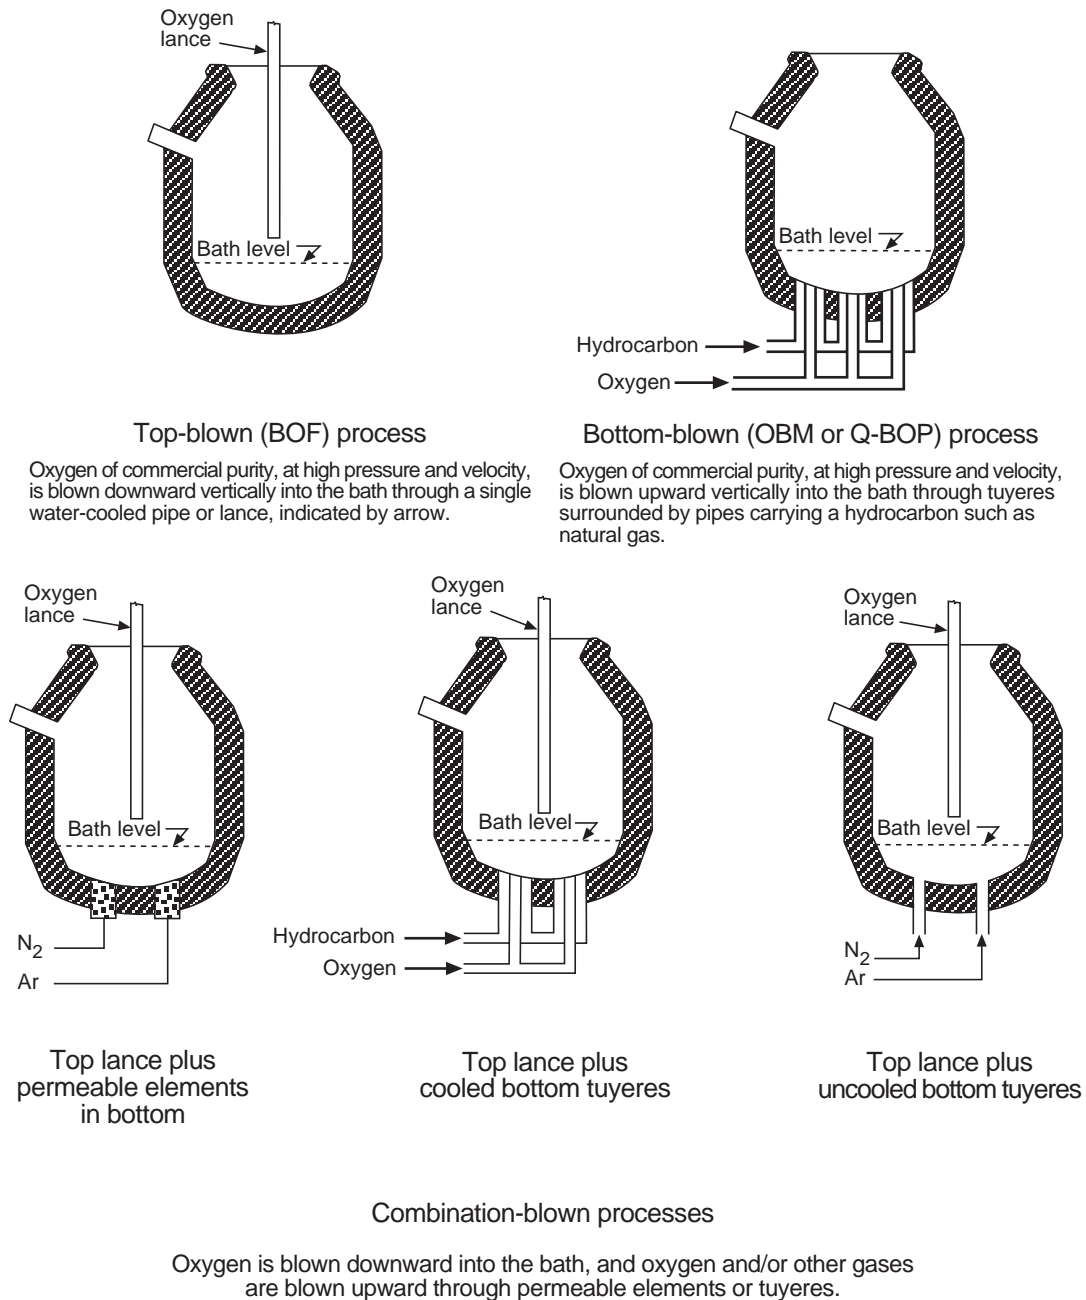 Oxygen
lance
Bath level
Bath level
Hydrocarbon
Oxygen
Top-blown (BOF) process
Oxygen of commercial purity, at high pressure and velocity,
is blown downward vertically into the bath through a single
water-cooled pipe or lance, indicated by arrow.
Bottom-blown (OBM or Q-BOP) process
Oxygen of commercial purity, at high pressure and velocity,
is blown upward vertically into the bath through tuyeres
surrounded by pipes carrying a hydrocarbon such as
natural gas.
Oxygen
lance
Bath level
N2
Ar
Top lance plus
permeable elements
in bottom
Oxygen
lance
Bath level
Hydrocarbon
Oxygen
Top lance plus
cooled bottom tuyeres
Oxygen
lance
Bath level
N2
Ar
Top lance plus
uncooled bottom tuyeres
Combination-blown processes
Oxygen is blown downward into the bath, and oxygen and/or other gases
are blown upward through permeable elements or tuyeres.